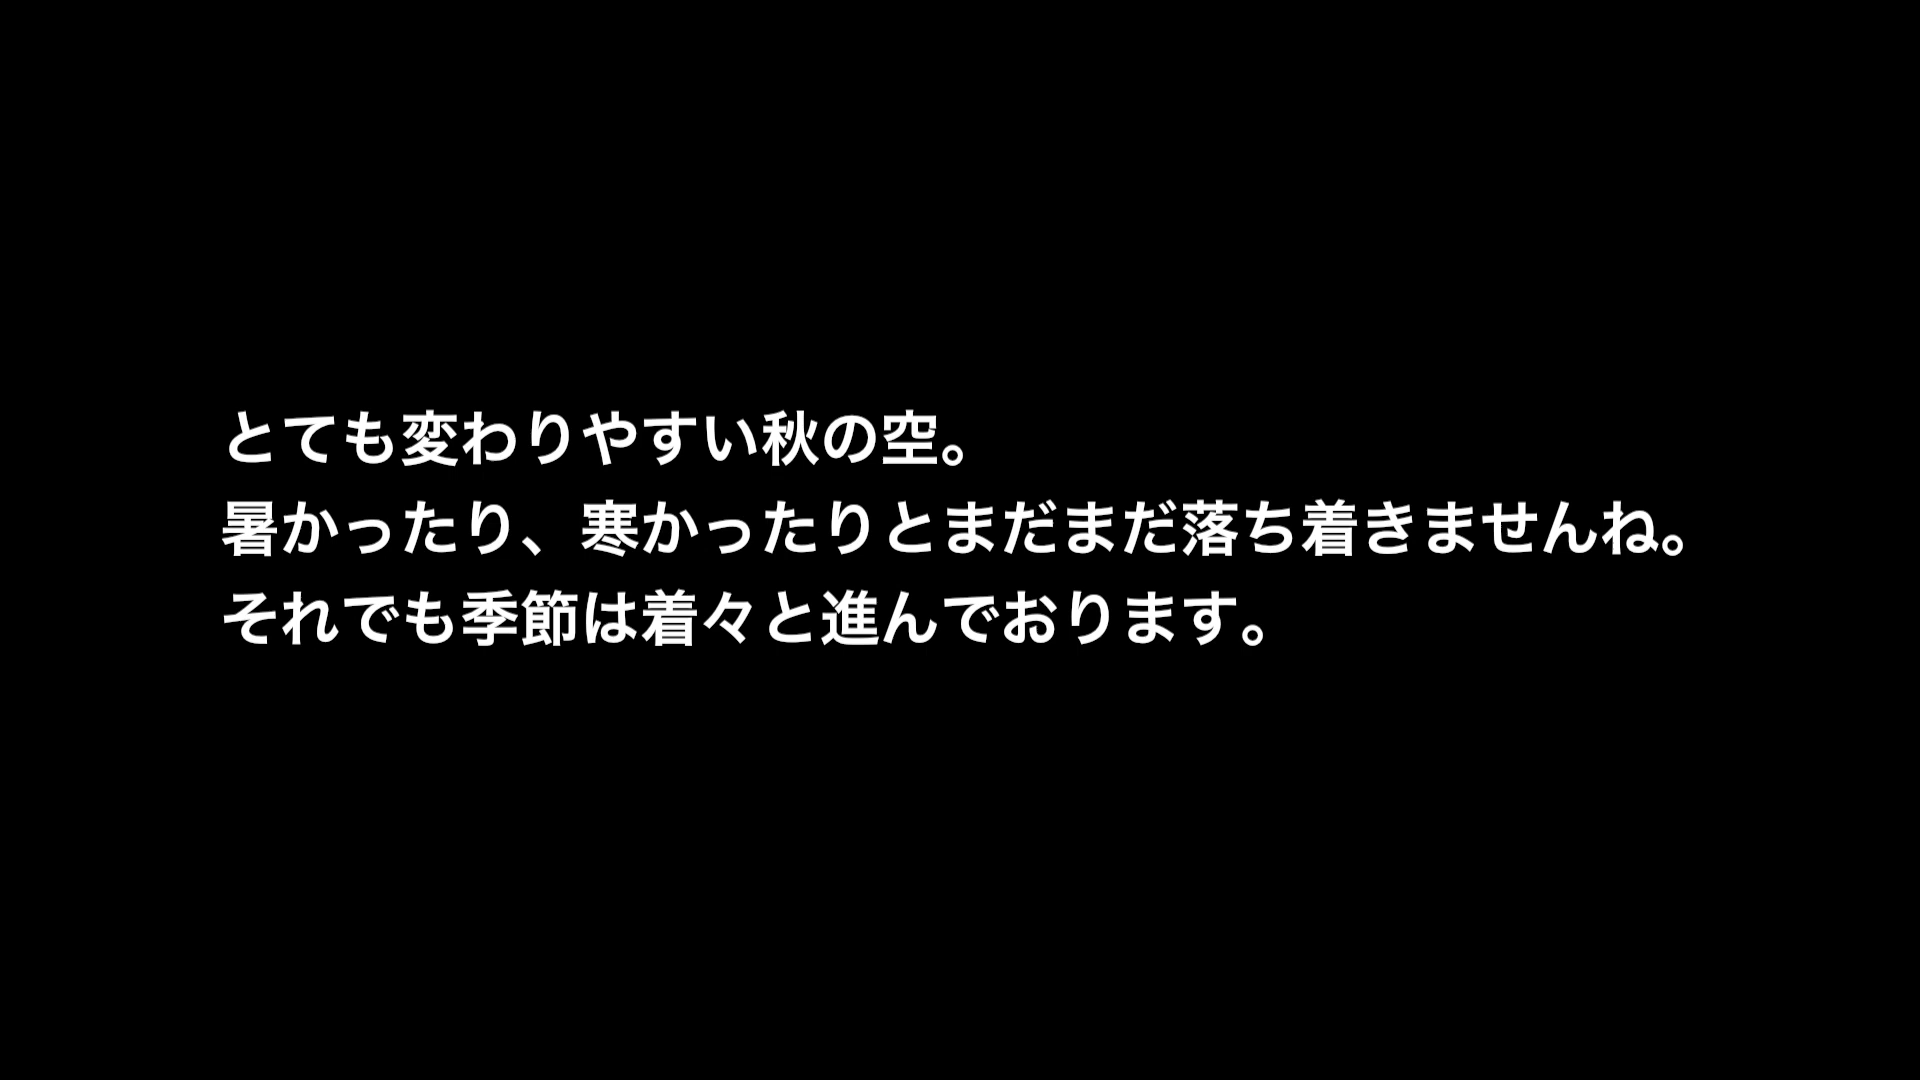 とても変わりやすい秋の空。
暑かったり、寒かったりとまだまだ落ち着きませんね。
それでも季節は着々と進んでおります。